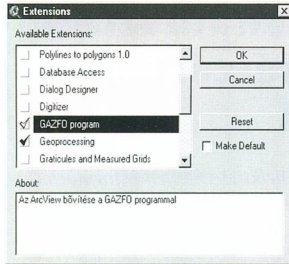 Extensions
Available Extensions:
Polylines to polygons 1.0
Database Access
Dialog Designer
Digitizer
GAZFO program
Geoprocessing
Graticules and Measured Grids
OK
Cancel
Reset
Make Default
About:
Az ArcView bõvítése a GAZFO programmal